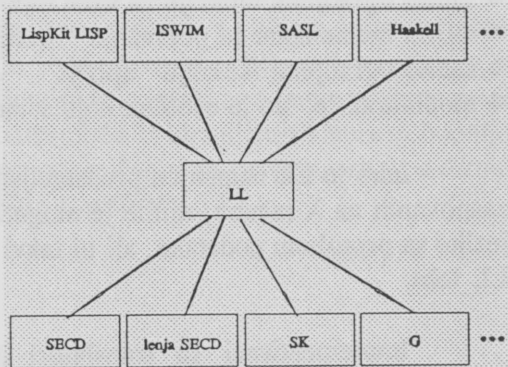 LispKit LISP ISWIM SASL Haskell •••
LL
SECD lenja SECD SK G •••